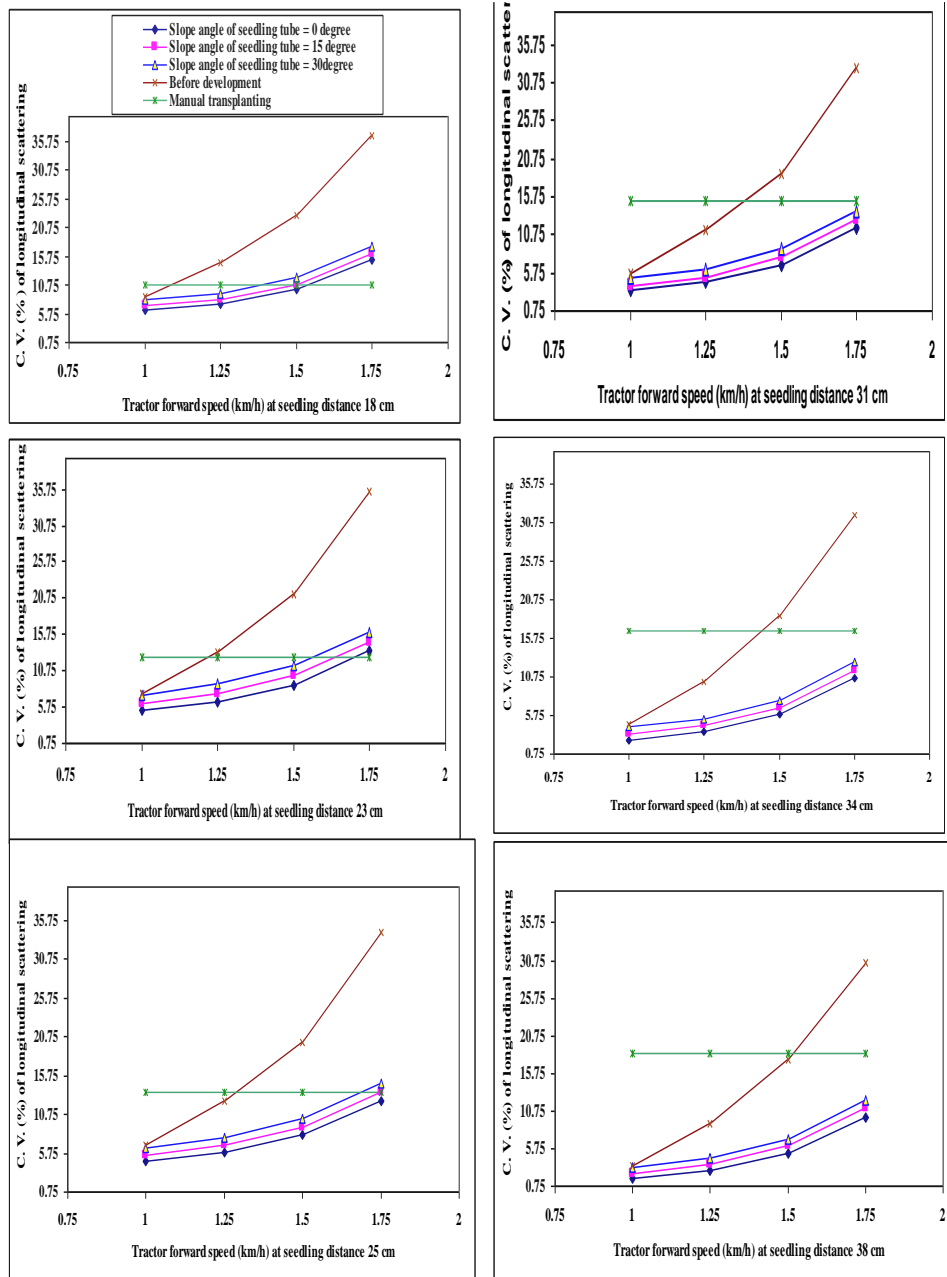 Slope angle of seedling tube = 0 degree
Slope angle of seedling tube = 15 degree
Slope angle of seedling tube = 30degree
Before development
Manual transplanting
C. V. (%) of longitudinal scattering
35.75
30.75
25.75
20.75
15.75
10.75
5.75
0.75
0.75 1 1.25 1.5 1.75 2
Tractor forward speed (km/h) at seedling distance 18 cm
C. V. (%) of longitudinal scatter
35.75
30.75
25.75
20.75
15.75
10.75
5.75
0.75
0.75 1 1.25 1.5 1.75 2
Tractor forward speed (km/h) at seedling distance 31 cm
C. V. (%) of longitudinal scattering
35.75
30.75
25.75
20.75
15.75
10.75
5.75
0.75
0.75 1 1.25 1.5 1.75 2
Tractor forward speed (km/h) at seedling distance 23 cm
C. V. (%) of longitudinal scattering
35.75
30.75
25.75
20.75
15.75
10.75
5.75
0.75
0.75 1 1.25 1.5 1.75 2
Tractor forward speed (km/h) at seedling distance 34 cm
C. V. (%) of longitudinal scattering
35.75
30.75
25.75
20.75
15.75
10.75
5.75
0.75
0.75 1 1.25 1.5 1.75 2
Tractor forward speed (km/h) at seedling distance 25 cm
C. V. (%) of longitudinal scattering
35.75
30.75
25.75
20.75
15.75
10.75
5.75
0.75
0.75 1 1.25 1.5 1.75 2
Tractor forward speed (km/h) at seedling distance 38 cm